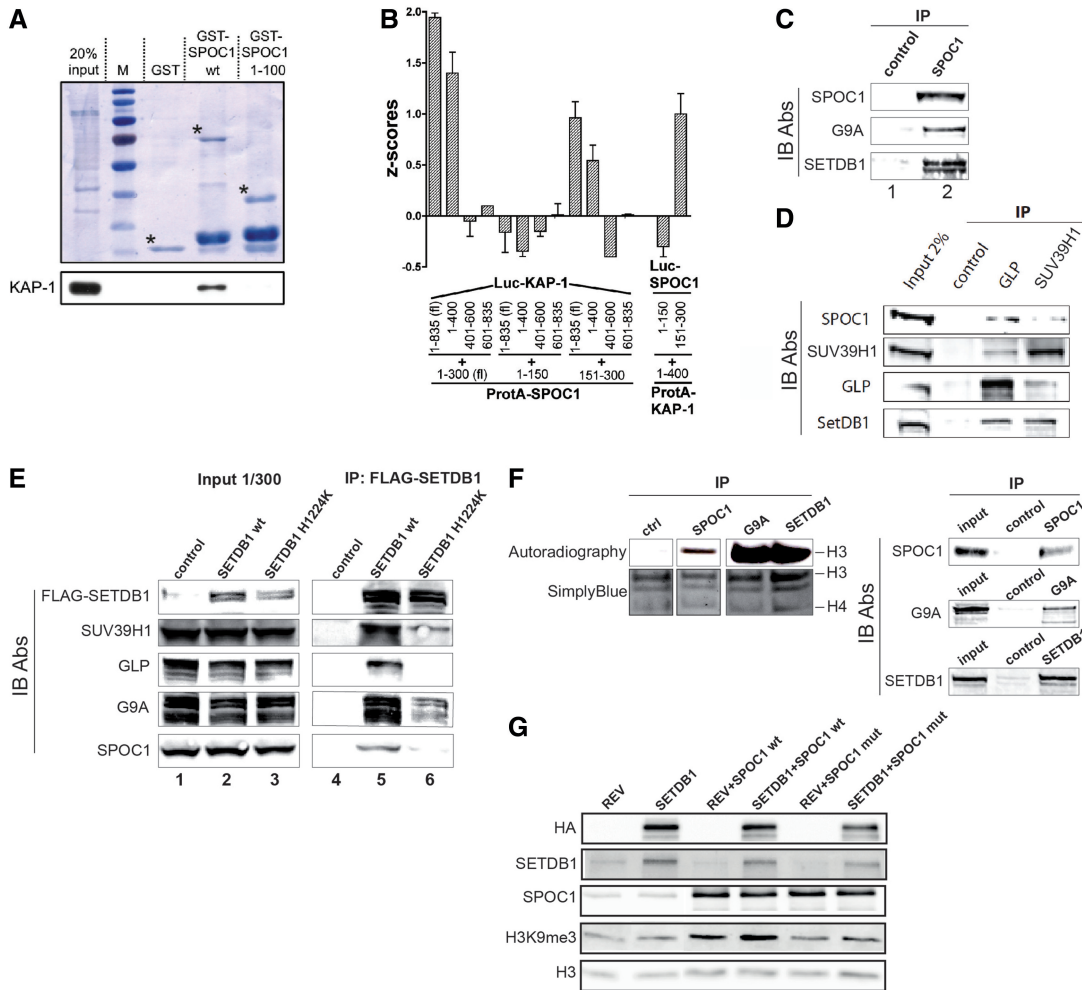 A
20% input
M
GST
GST-SPOC1 wt
GST-SPOC1 1-100
*
*
*
KAP-1
B
z-scores
2.0
1.5
1.0
0.5
0.0
-0.5
Luc-KAP-1
Luc-SPOC1
1-835 (fl)
1-400
401-600
601-835
1-835 (fl)
1-400
401-600
601-835
1-835 (fl)
1-400
401-600
601-835
1-150
151-300
+
+
+
+
1-300 (fl)
1-150
151-300
1-400
ProtA-SPOC1
ProtA-KAP-1
C
IP
control
SPOC1
IB Abs
SPOC1
G9A
SETDB1
1
2
D
IP
Input 2%
control
GLP
SUV39H1
IB Abs
SPOC1
SUV39H1
GLP
SetDB1
E
Input 1/300
IP: FLAG-SETDB1
control
SETDB1 wt
SETDB1 H1224K
control
SETDB1 wt
SETDB1 H1224K
IB Abs
FLAG-SETDB1
SUV39H1
GLP
G9A
SPOC1
1
2
3
4
5
6
F
IP
ctrl
SPOC1
G9A
SETDB1
Autoradiography
SimplyBlue
H3
H3
H4
IP
input
control
SPOC1
SPOC1
input
control
G9A
G9A
input
control
SETDB1
SETDB1
IB Abs
G
REV
SETDB1
REV+SPOC1 wt
SETDB1+SPOC1 wt
REV+SPOC1 mut
SETDB1+SPOC1 mut
HA
SETDB1
SPOC1
H3K9me3
H3